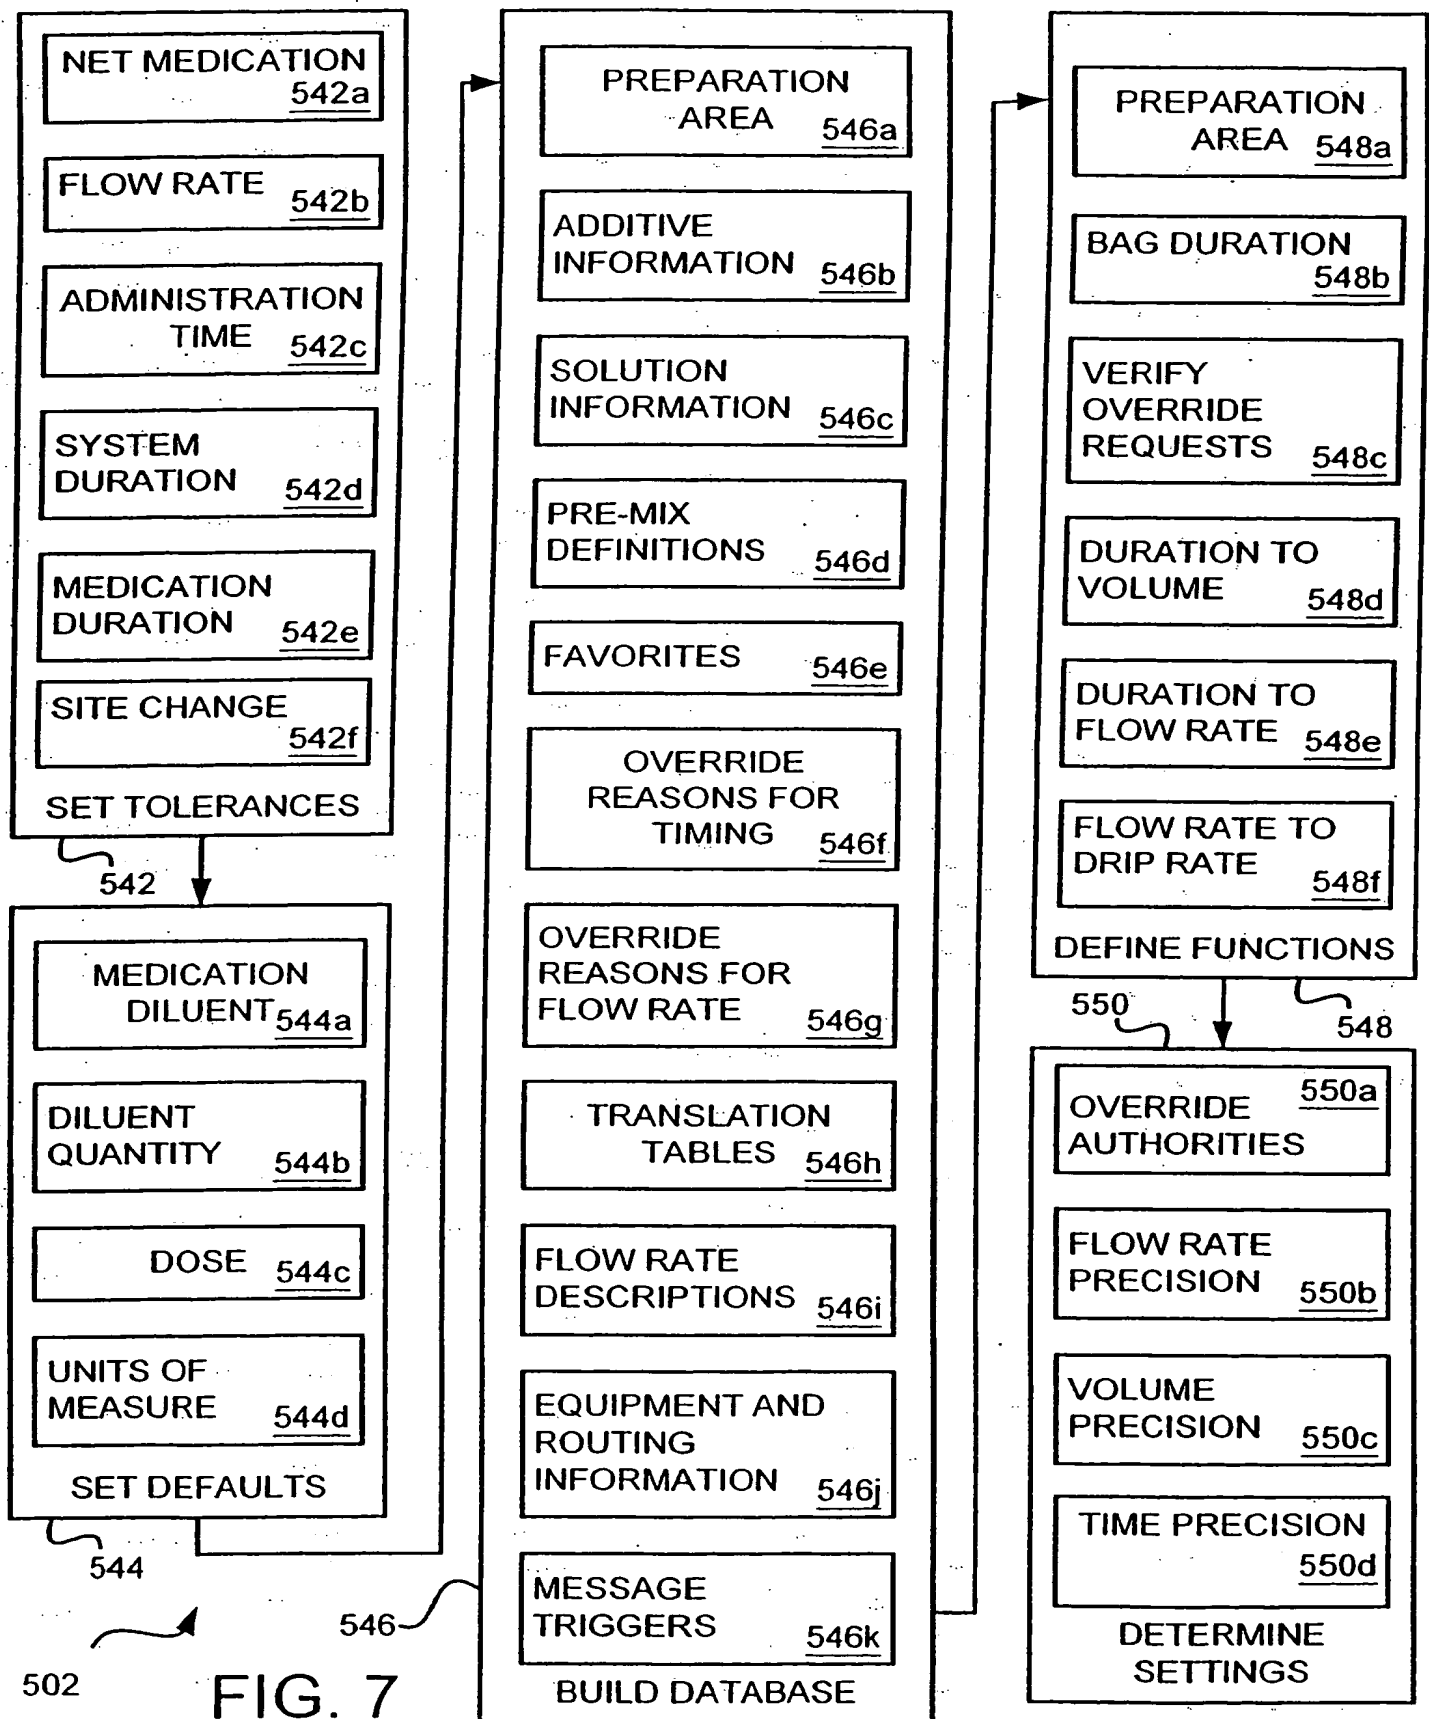 NET MEDICATION
542a
FLOW RATE
542b
ADMINISTRATION
TIME 542c
SYSTEM
DURATION 542d
MEDICATION
DURATION 542e
SITE CHANGE
542f
SET TOLERANCES
542
MEDICATION
DILUENT 544a
DILUENT
QUANTITY 544b
DOSE 544c
UNITS OF
MEASURE 544d
SET DEFAULTS
544
502
FIG. 7
PREPARATION
AREA 546a
ADDITIVE
INFORMATION 546b
SOLUTION
INFORMATION 546c
PRE-MIX
DEFINITIONS 546d
FAVORITES 546e
OVERRIDE
REASONS FOR
TIMING 546f
OVERRIDE
REASONS FOR
FLOW RATE 546g
TRANSLATION
TABLES 546h
FLOW RATE
DESCRIPTIONS 546i
EQUIPMENT AND
ROUTING
INFORMATION 546j
MESSAGE
TRIGGERS 546k
BUILD DATABASE
546
PREPARATION
AREA 548a
BAG DURATION
548b
VERIFY
OVERRIDE
REQUESTS 548c
DURATION TO
VOLUME 548d
DURATION TO
FLOW RATE 548e
FLOW RATE TO
DRIP RATE 548f
DEFINE FUNCTIONS
548
550
550a
OVERRIDE
AUTHORITIES
FLOW RATE
PRECISION 550b
VOLUME
PRECISION 550c
TIME PRECISION
550d
DETERMINE
SETTINGS